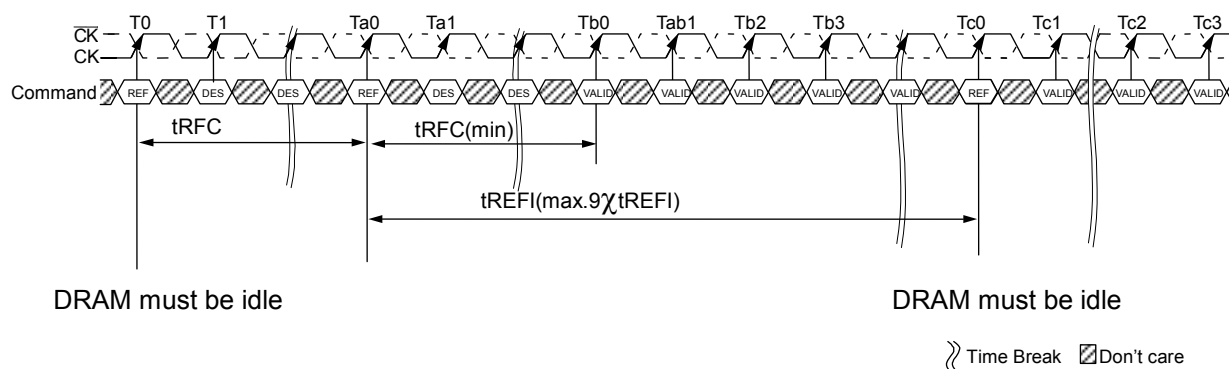 T0 T1 Ta0 Ta1 Tb0 Tab1 Tb2 Tb3 Tc0 Tc1 Tc2 Tc3
CK
CK
Command REF DES DES REF DES DES VALID VALID VALID VALID VALID REF VALID VALID VALID
tRFC tRFC(min)
tREFI(max.9χtREFI)
DRAM must be idle DRAM must be idle
Time Break Don't care